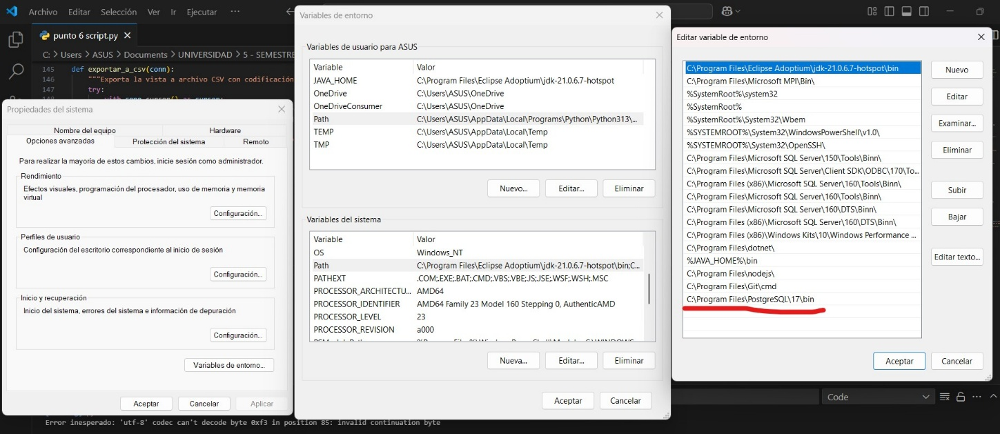 Archivo Editar Selección Ver Ir Ejecutar ···
punto 6 script.py
C: > Users > ASUS > Documents > UNIVERSIDAD > 5 - SEMESTRE
145 def exportar_a_csv(conn):
146 """Exporta la vista a archivo CSV con codificación
147 try:
Propiedades del sistema
Nombre del equipo Hardware
Opciones avanzadas Protección del sistema Remoto
Para realizar la mayoría de estos cambios, inicie sesión como administrador.
Rendimiento
Efectos visuales, programación del procesador, uso de memoria y memoria
virtual
Configuración...
Perfiles de usuario
Configuración del escritorio correspondiente al inicio de sesión
Configuración...
Inicio y recuperación
Inicio del sistema, errores del sistema e información de depuración
Configuración...
Variables de entorno...
Aceptar Cancelar Aplicar
Variables de entorno
Variables de usuario para ASUS
Variable Valor
JAVA_HOME C:\Program Files\Eclipse Adoptium\jdk-21.0.6.7-hotspot
OneDrive C:\Users\ASUS\OneDrive
OneDriveConsumer C:\Users\ASUS\OneDrive
Path C:\Users\ASUS\AppData\Local\Programs\Python\Python313\...
TEMP C:\Users\ASUS\AppData\Local\Temp
TMP C:\Users\ASUS\AppData\Local\Temp
Nuevo... Editar... Eliminar
Variables del sistema
Variable Valor
OS Windows_NT
Path C:\Program Files\Eclipse Adoptium\jdk-21.0.6.7-hotspot\bin;C...
PATHEXT .COM;.EXE;.BAT;.CMD;.VBS;.VBE;.JS;.JSE;.WSF;.WSH;.MSC
PROCESSOR_ARCHITECTU... AMD64
PROCESSOR_IDENTIFIER AMD64 Family 23 Model 160 Stepping 0, AuthenticAMD
PROCESSOR_LEVEL 23
PROCESSOR_REVISION a000
Nueva... Editar... Eliminar
Aceptar Cancelar
Editar variable de entorno
C:\Program Files\Eclipse Adoptium\jdk-21.0.6.7-hotspot\bin
C:\Program Files\Microsoft MPI\Bin\
%SystemRoot%\system32
%SystemRoot%
%SystemRoot%\System32\Wbem
%SYSTEMROOT%\System32\WindowsPowerShell\v1.0\
%SYSTEMROOT%\System32\OpenSSH\
C:\Program Files\Microsoft SQL Server\150\Tools\Binn\
C:\Program Files\Microsoft SQL Server\Client SDK\ODBC\170\To...
C:\Program Files (x86)\Microsoft SQL Server\160\Tools\Binn\
C:\Program Files\Microsoft SQL Server\160\Tools\Binn\
C:\Program Files\Microsoft SQL Server\160\DTS\Binn\
C:\Program Files (x86)\Microsoft SQL Server\160\DTS\Binn\
C:\Program Files (x86)\Windows Kits\10\Windows Performance ...
C:\Program Files\dotnet\
%JAVA_HOME%\bin
C:\Program Files\nodejs\
C:\Program Files\Git\cmd
C:\Program Files\PostgreSQL\17\bin
Nuevo
Editar
Examinar...
Eliminar
Subir
Bajar
Editar texto...
Aceptar Cancelar
Code
Error inesperado: 'utf-8' codec can't decode byte 0xf3 in position 85: invalid continuation byte